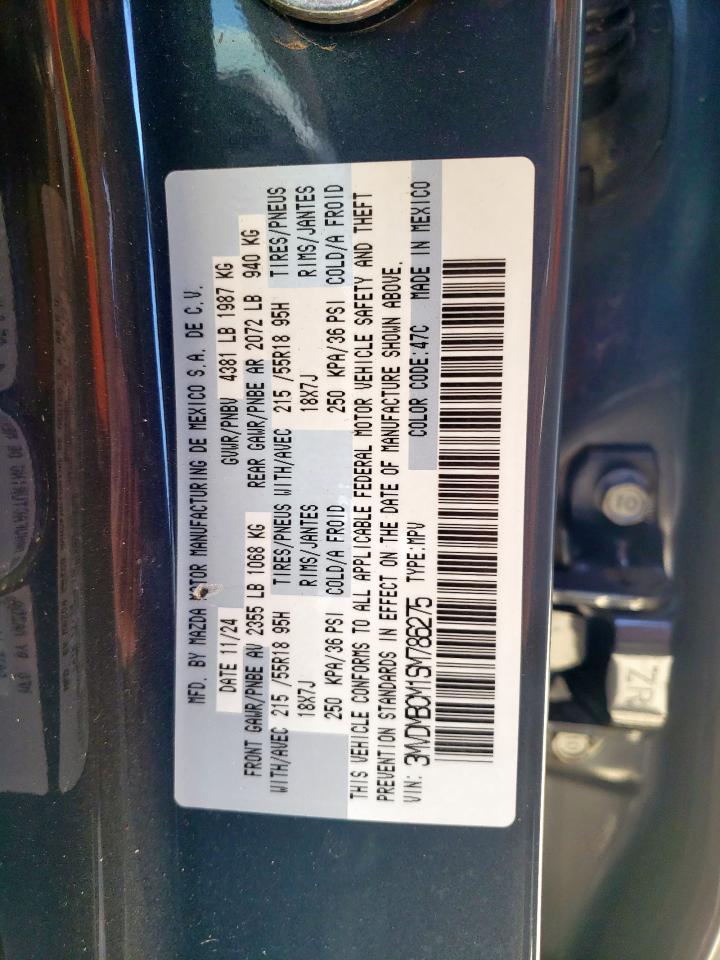 MFD. BY MAZDA MOTOR MANUFACTURING DE MEXICO S.A. DE C.V.
DATE 11/24 GVWR/PNBV 4381 LB 1987 KG
FRONT GAWR/PNBE AV 2355 LB 1068 KG REAR GAWR/PNBE AR 2072 LB 940 KG
WITH/AVEC 215 /55R18 95H TIRES/PNEUS WITH/AVEC 215 /55R18 95H TIRES/PNEUS
18X7J RIMS/JANTES 18X7J RIMS/JANTES
250 KPA/36 PSI COLD/A FROID 250 KPA/36 PSI COLD/A FROID
THIS VEHICLE CONFORMS TO ALL APPLICABLE FEDERAL MOTOR VEHICLE SAFETY AND THEFT
PREVENTION STANDARDS IN EFFECT ON THE DATE OF MANUFACTURE SHOWN ABOVE.
VIN: 3MVDMBCM1SM786275 TYPE:MPV COLOR CODE:47C MADE IN MEXICO
10
ZR